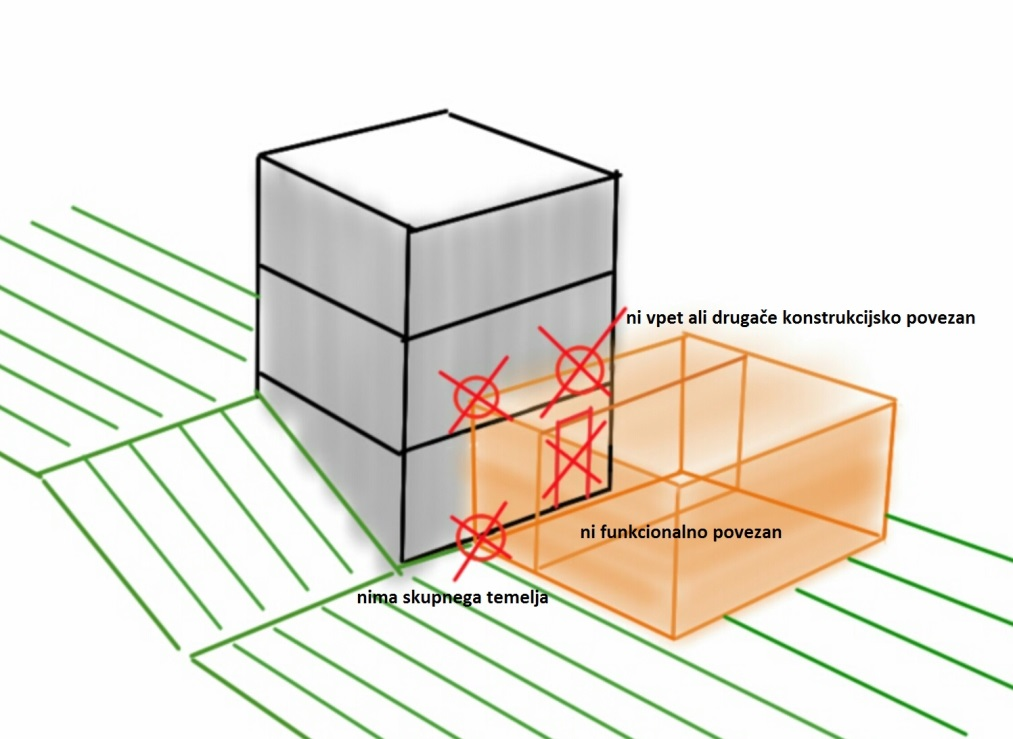 ni vpet ali drugače konstrukcijsko povezan
ni funkcionalno povezan
nima skupnega temelja